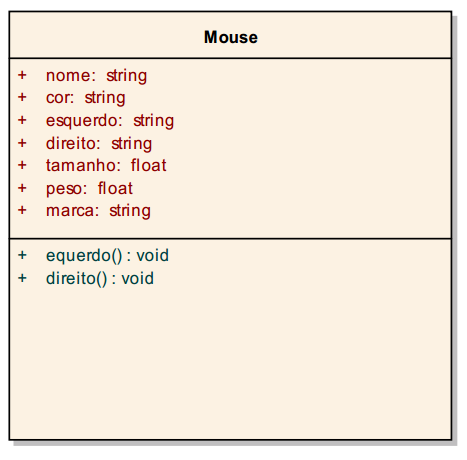 Mouse
+ nome: string
+ cor: string
+ esquerdo: string
+ direito: string
+ tamanho: float
+ peso: float
+ marca: string
+ equerdo() : void
+ direito() : void